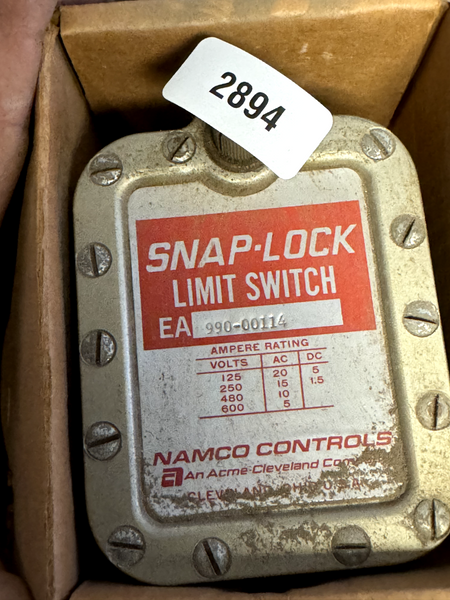 2894
SNAP-LOCK
LIMIT SWITCH
EA 990-00114
AMPERE RATING
VOLTS AC DC
125 20 5
250 15 1.5
480 10
600 5
NAMCO CONTROLS
An Acme-Cleveland
CLEVELAND